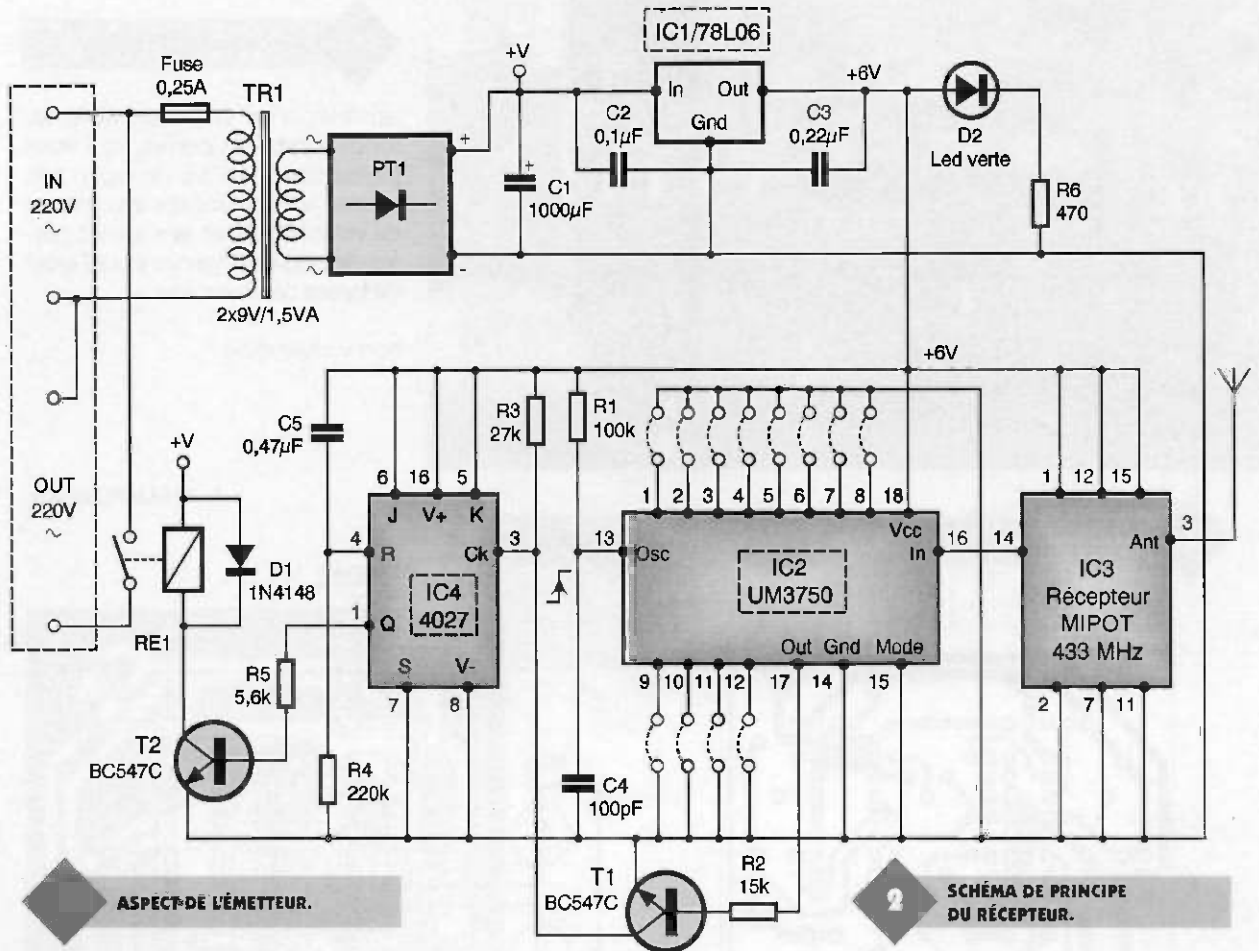 IC1/78L06
Fuse
0,25A
TR1
+V
In
Out
Gnd
+6V
C2
0,1µF
C3
0,22µF
D2
Led verte
IN
220V
~
~
PT1
+
-
~
+
C1
1000µF
R6
470
2x9V/1,5VA
+6V
C5
0,47µF
R3
27k
R1
100k
+V
OUT
220V
~
6
16
5
J
V+
K
4
R
Ck
3
IC4
4027
1
Q
S
V-
7
8
D1
1N4148
RE1
R5
5,6k
T2
BC547C
R4
220k
1
2
3
4
5
6
7
8
18
Vcc
13
Osc
In
16
IC2
UM3750
Out
Gnd
Mode
9
10
11
12
17
14
15
C4
100pF
1
12
15
14
Ant
3
IC3
Récepteur
MIPOT
433 MHz
2
7
11
T1
BC547C
R2
15k
ASPECT DE L'ÉMETTEUR.
2
SCHÉMA DE PRINCIPE
DU RÉCEPTEUR.